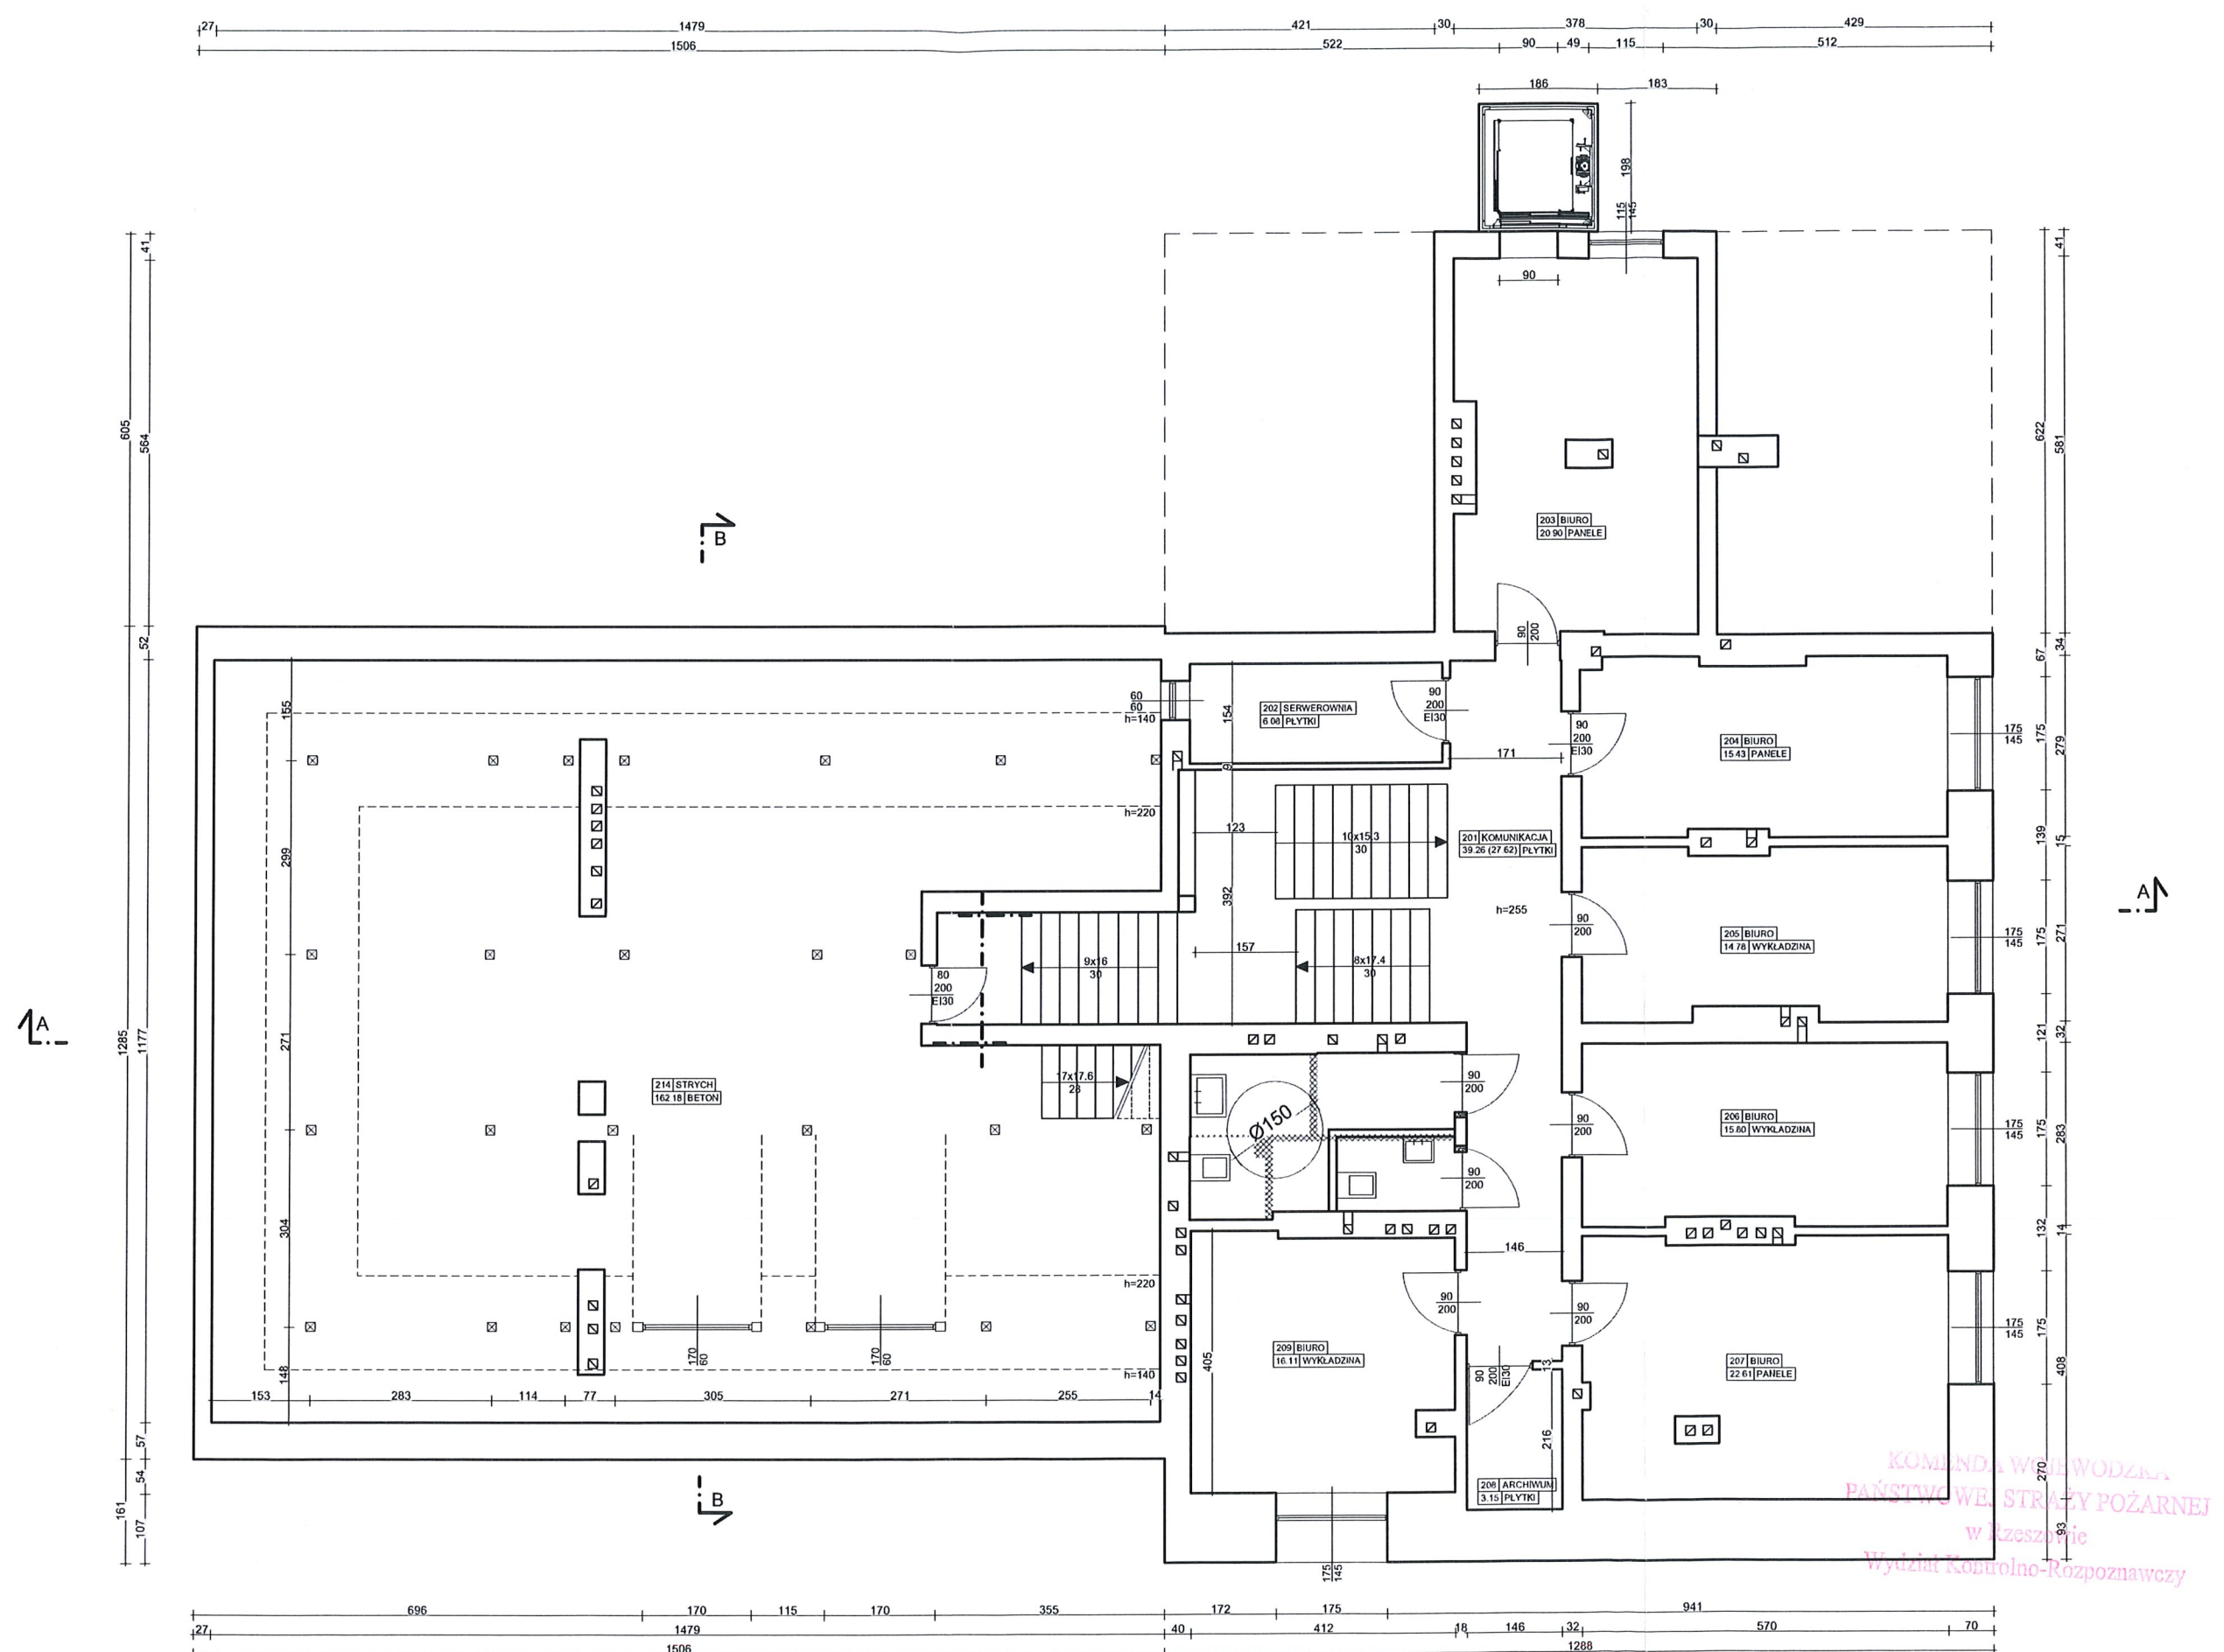 27 1479 421 30 378 30 429
1506 522 90 49 115 512
186 183
198
115
145
90
41
605
564
52
1285
1177
57
54
161
107
41
622
581
34
67
175
279
139
15
175
271
121
32
175
283
132
14
175
408
270
93
B
B
A
A
203 BIURO
20 90 PANELE
90
200
155
299
271
304
148
60
60
h=140
h=220
154
9
392
202 SERWEROWNIA
6 08 PŁYTKI
90
200
EI30
171
90
200
EI30
204 BIURO
15 43 PANELE
175
145
123
10x15.3
30
201 KOMUNIKACJA
39.26 (27 62) PŁYTKI
h=255
157
8x17.4
30
9x16
30
80
200
EI30
90
200
205 BIURO
14 78 WYKŁADZINA
175
145
17x17.6
28
214 STRYCH
162 18 BETON
Ø150
90
200
90
200
90
200
206 BIURO
15.80 WYKŁADZINA
175
145
h=220
h=140
170
60
170
60
153 283 114 77 305 271 255 14
405
209 BIURO
16.11 WYKŁADZINA
146
90
200
90
200
90
200
EI30
13
216
207 BIURO
22 61 PANELE
175
145
208 ARCHIWUM
3.15 PŁYTKI
175
145
KOMENDA WOJEWÓDZKA
PAŃSTWOWEJ STRAŻY POŻARNEJ
w Rzeszowie
Wydział Kontrolno-Rozpoznawczy
696 170 115 170 355 172 175 941
27 1479 40 412 18 146 32 570 70
1506 1288